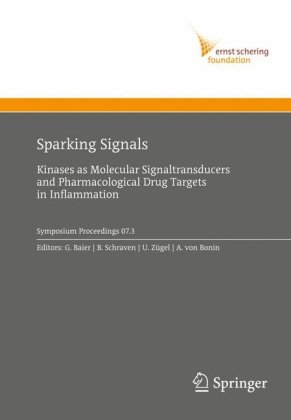 ernst schering
foundation
Sparking Signals
Kinases as Molecular Signaltransducers
and Pharmacological Drug Targets
in Inflammation
Symposium Proceedings 07.3
Editors: G. Baier | B. Schraven | U. Zügel | A. von Bonin
Springer